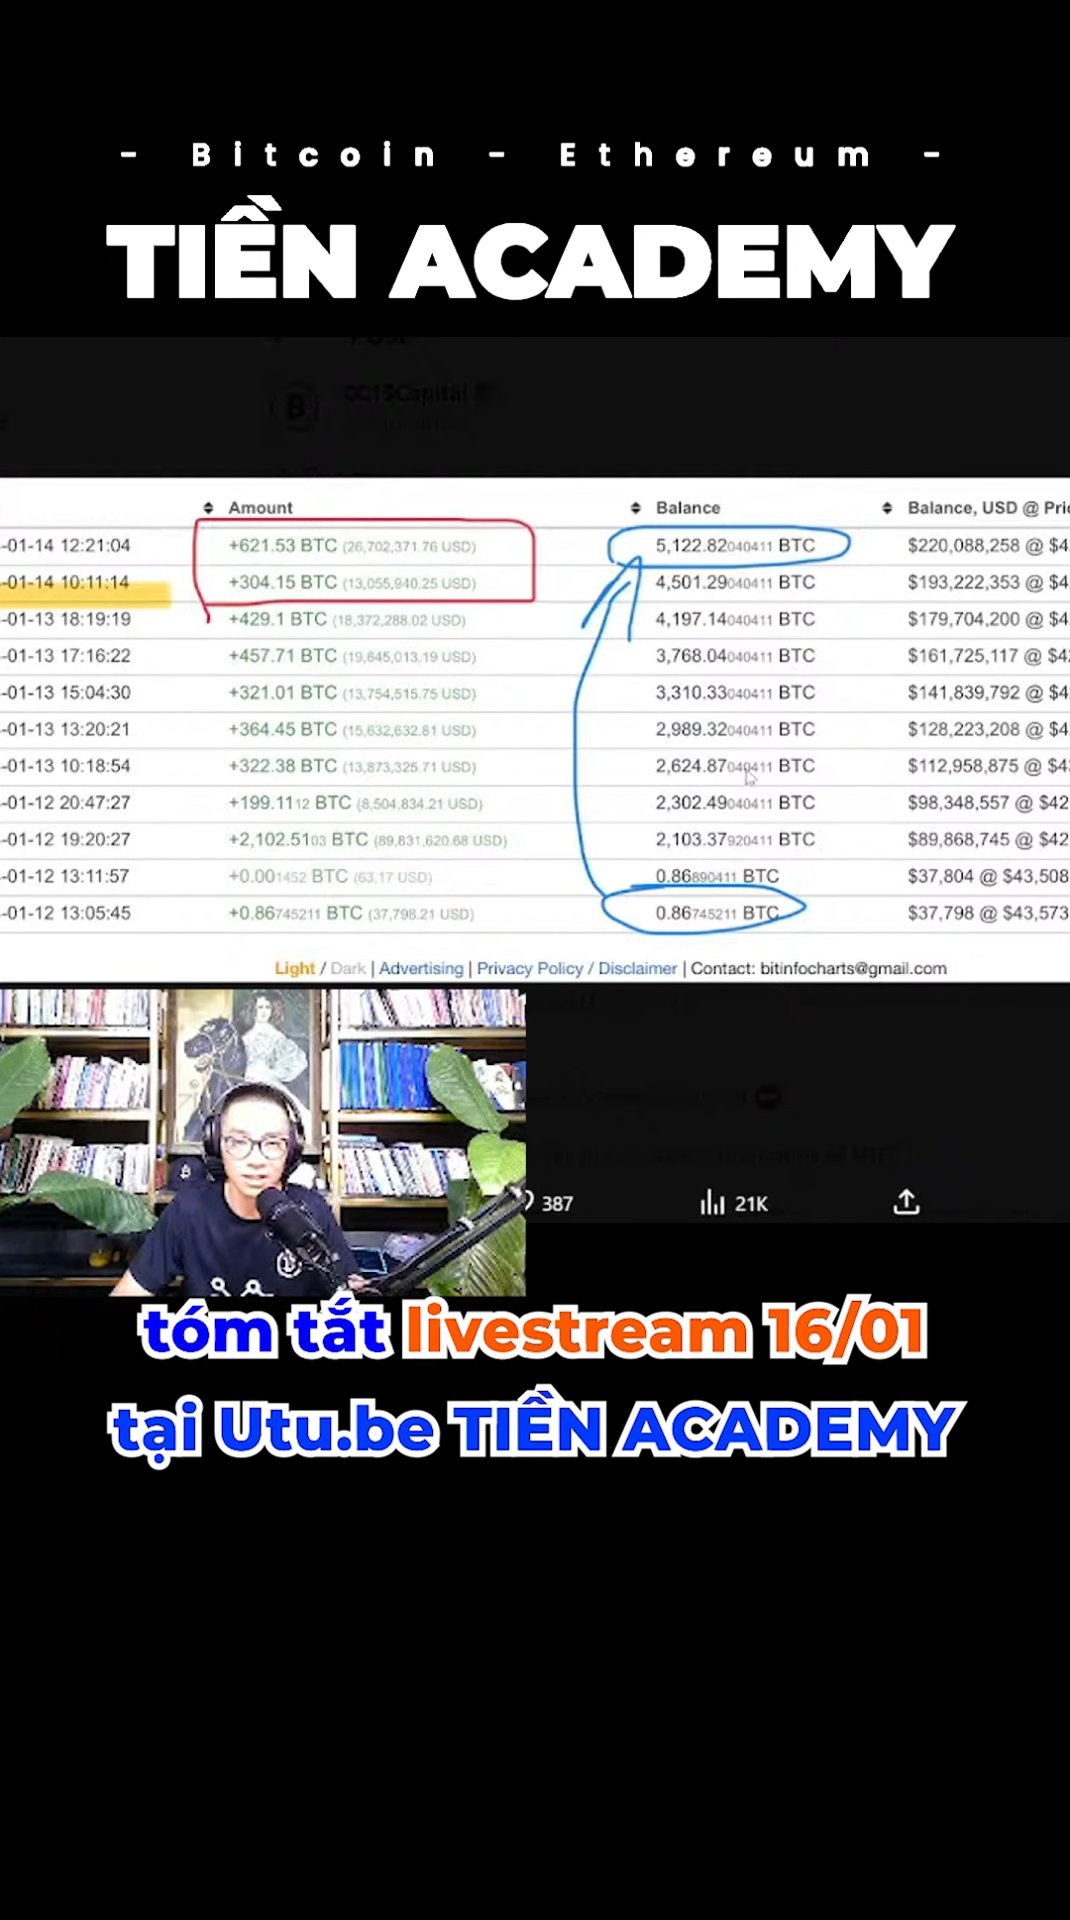 - Bitcoin - Ethereum -
TIỀN ACADEMY
CC15Capital
Amount Balance Balance, USD @ Pri
-01-14 12:21:04 +621.53 BTC (26,702,371.76 USD) 5,122.82040411 BTC $220,088,258 @ $4
-01-14 10:11:14 +304.15 BTC (13,055,940.25 USD) 4,501.29040411 BTC $193,222,353 @ $4
-01-13 18:19:19 +429.1 BTC (18,372,288.02 USD) 4,197.14040411 BTC $179,704,200 @ $4
-01-13 17:16:22 +457.71 BTC (19,645,013.19 USD) 3,768.04040411 BTC $161,725,117 @ $42
-01-13 15:04:30 +321.01 BTC (13,754,515.75 USD) 3,310.33040411 BTC $141,839,792 @ $42
-01-13 13:20:21 +364.45 BTC (15,632,632.81 USD) 2,989.32040411 BTC $128,223,208 @ $4
-01-13 10:18:54 +322.38 BTC (13,873,325.71 USD) 2,624.87040411 BTC $112,958,875 @ $43
-01-12 20:47:27 +199.1112 BTC (8,504,834.21 USD) 2,302.49040411 BTC $98,348,557 @ $42
-01-12 19:20:27 +2,102.5103 BTC (89,831,620.68 USD) 2,103.37920411 BTC $89,868,745 @ $42
-01-12 13:11:57 +0.001452 BTC (63.17 USD) 0.86890411 BTC $37,804 @ $43,508
-01-12 13:05:45 +0.86745211 BTC (37,798.21 USD) 0.86745211 BTC $37,798 @ $43,573
Light / Dark | Advertising | Privacy Policy / Disclaimer | Contact: bitinfocharts@gmail.com
387 21K
tóm tắt livestream 16/01
tại Utu.be TIỀN ACADEMY